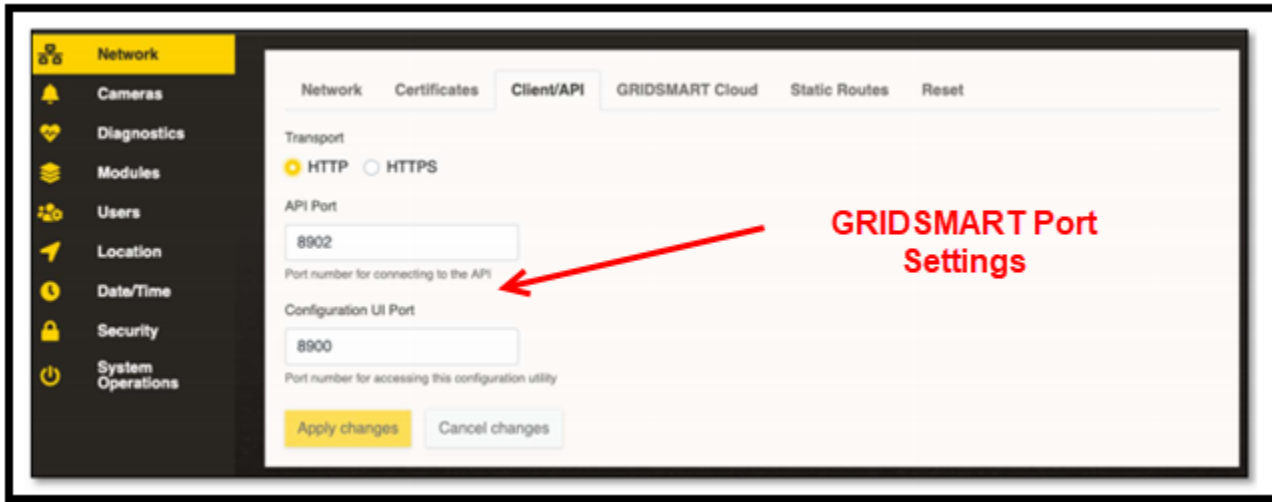 Network
Cameras
Diagnostics
Modules
Users
Location
Date/Time
Security
System
Operations
Network Certificates Client/API GRIDSMART Cloud Static Routes Reset
Transport
HTTP HTTPS
API Port
8902
Port number for connecting to the API
Configuration UI Port
8900
Port number for accessing this configuration utility
Apply changes Cancel changes
GRIDSMART Port
Settings